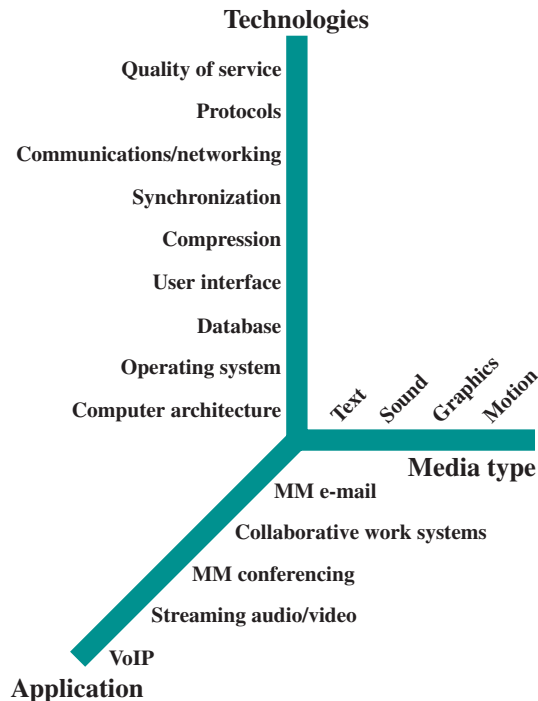 Technologies
Quality of service
Protocols
Communications/networking
Synchronization
Compression
User interface
Database
Operating system
Computer architecture
Text
Sound
Graphics
Motion
Media type
MM e-mail
Collaborative work systems
MM conferencing
Streaming audio/video
VoIP
Application